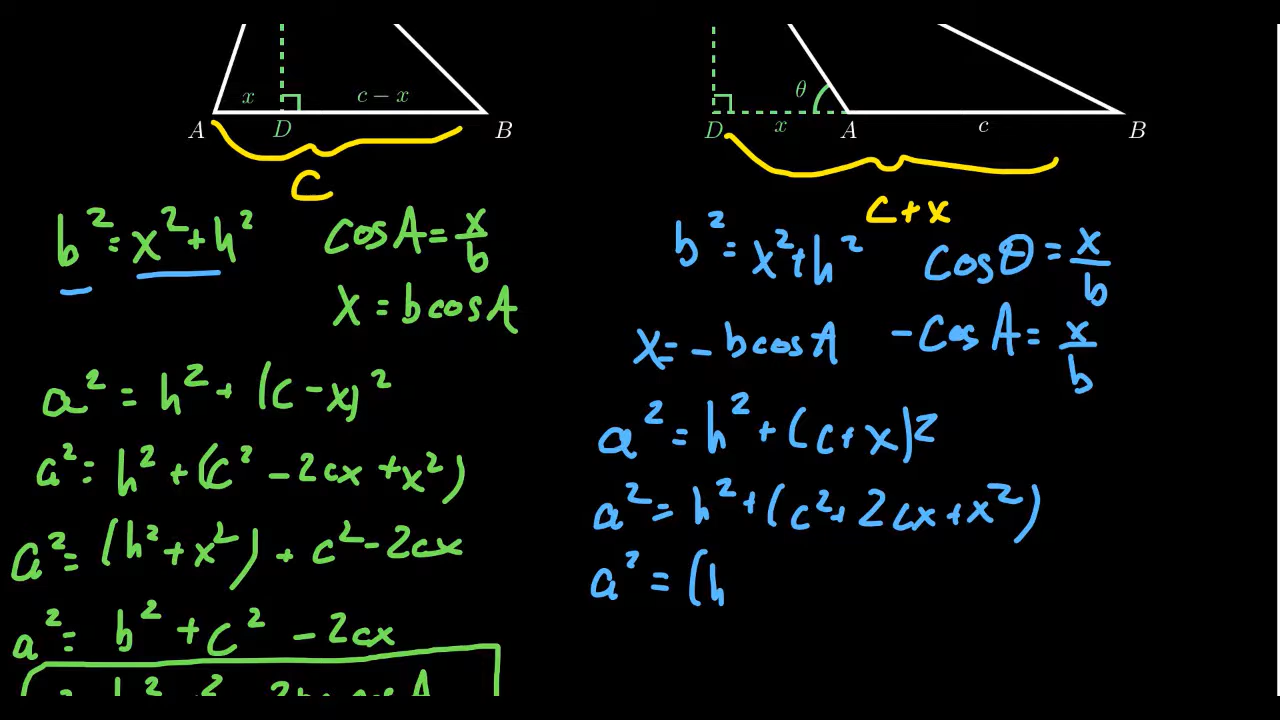 x
c − x
A
D
B
C
b² = x² + h²
cos A = x/b
x = b cos A
a² = h² + (c - x)²
a² = h² + (c² - 2cx + x²)
a² = (h² + x²) + c² - 2cx
a² = b² + c² - 2cx
θ
D
x
A
c
B
c + x
b² = x² + h²
cos θ = x/b
x = - b cos A
- cos A = x/b
a² = h² + (c + x)²
a² = h² + (c² + 2cx + x²)
a² = (h